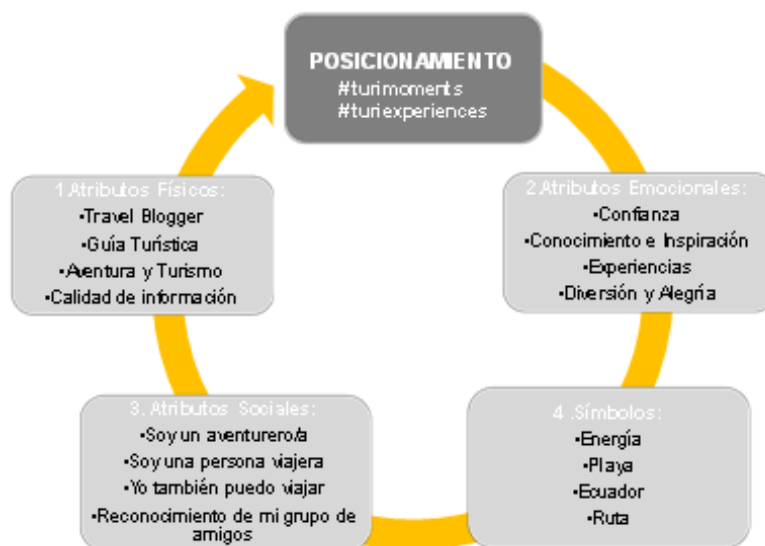 POSICIONAMIENTO
#turimoments
#turiexperiences
1.Atributos Físicos:
•Travel Blogger
•Guía Turística
•Aventura y Turismo
•Calidad de información
2.Atributos Emocionales:
•Confianza
•Conocimiento e Inspiración
•Experiencias
•Diversión y Alegría
3. Atributos Sociales:
•Soy un aventurero/a
•Soy una persona viajera
•Yo también puedo viajar
•Reconocimiento de mi grupo de
amigos
4 .Símbolos:
•Energía
•Playa
•Ecuador
•Ruta